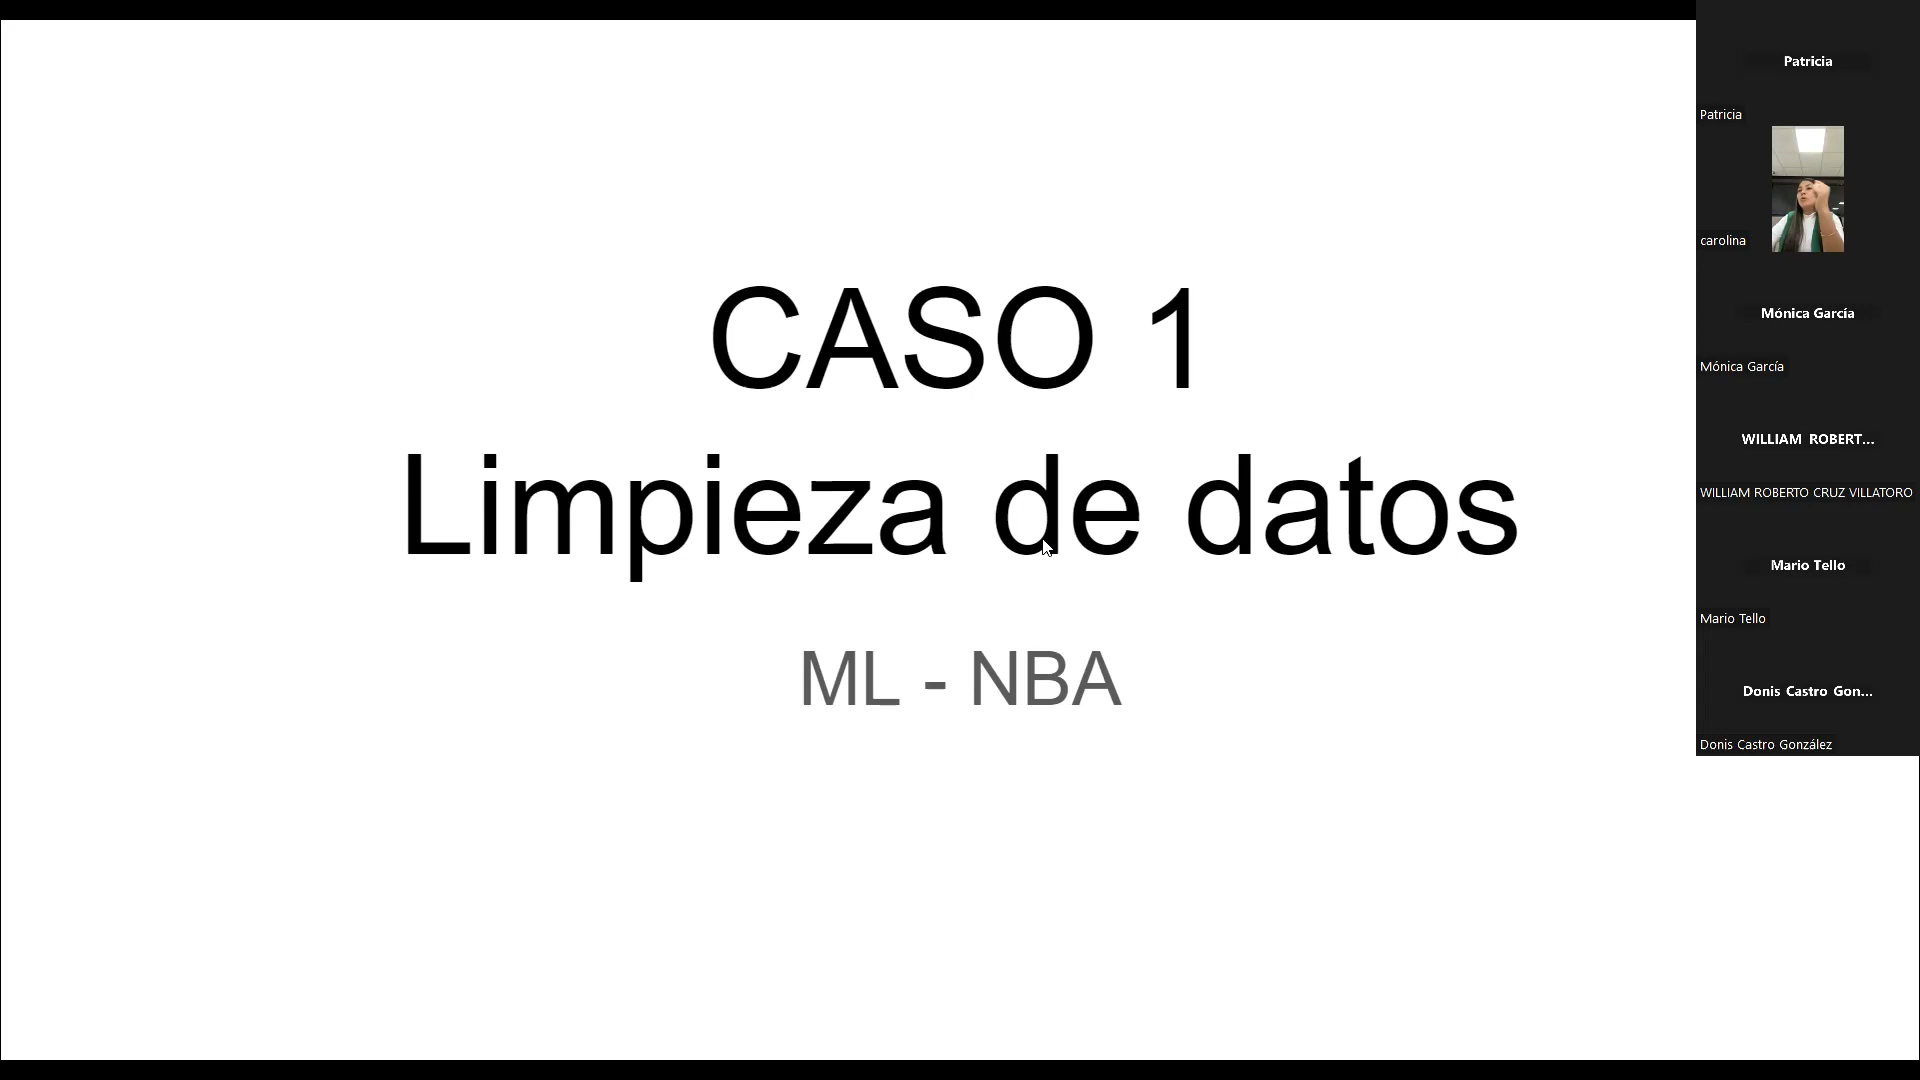 CASO 1
Limpieza de datos
ML - NBA
Patricia
Patricia
carolina
Mónica García
Mónica García
WILLIAM ROBERT...
WILLIAM ROBERTO CRUZ VILLATORO
Mario Tello
Mario Tello
Donis Castro Gon...
Donis Castro González